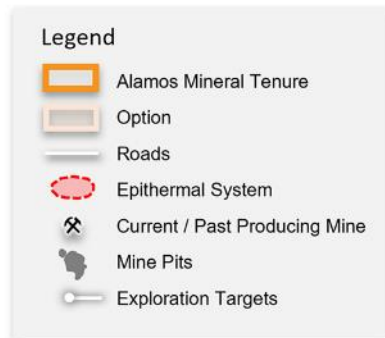 Legend
Alamos Mineral Tenure
Option
Roads
Epithermal System
Current / Past Producing Mine
Mine Pits
Exploration Targets